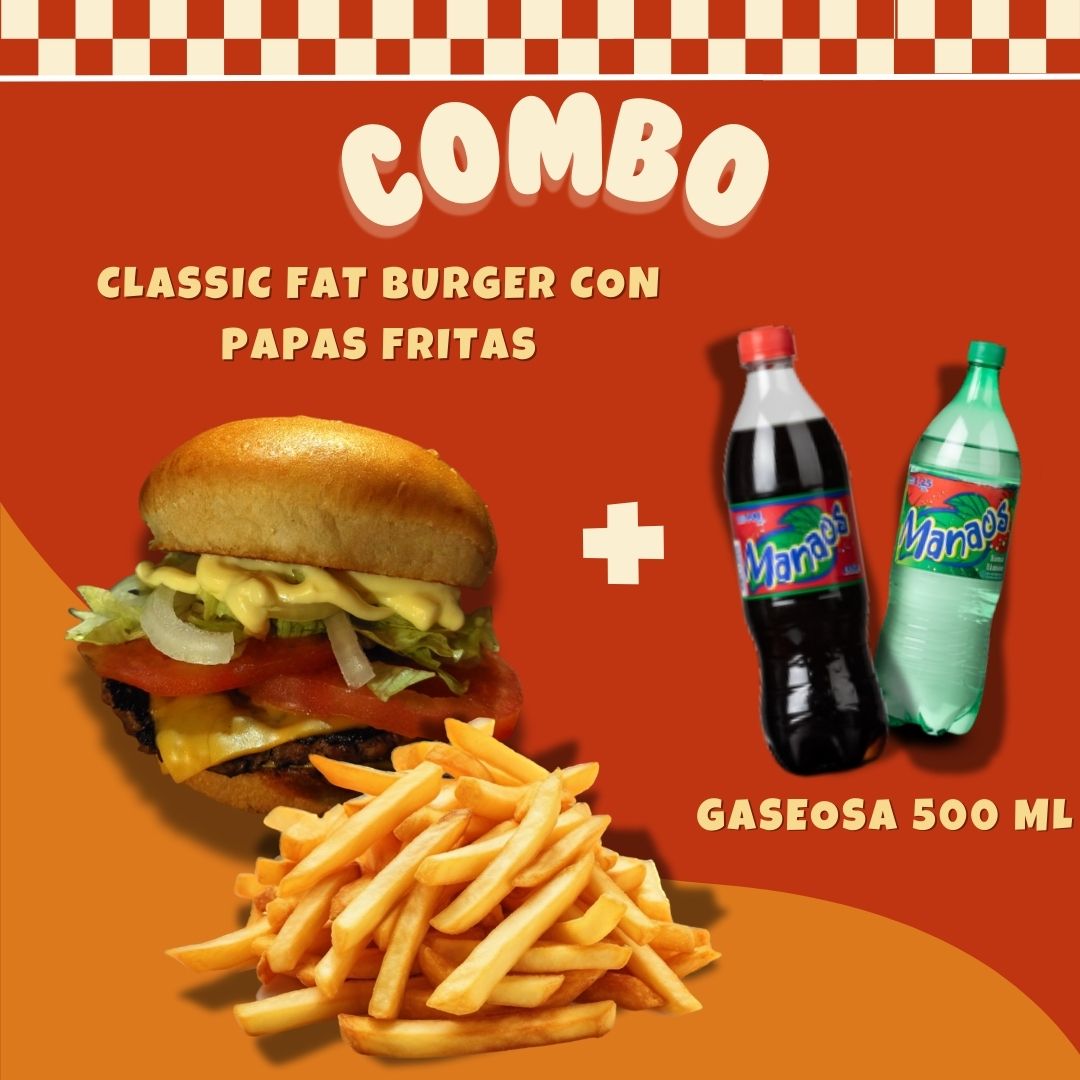 COMBO
CLASSIC FAT BURGER CON
PAPAS FRITAS
Manaos
Manaos
GASEOSA 500 ML